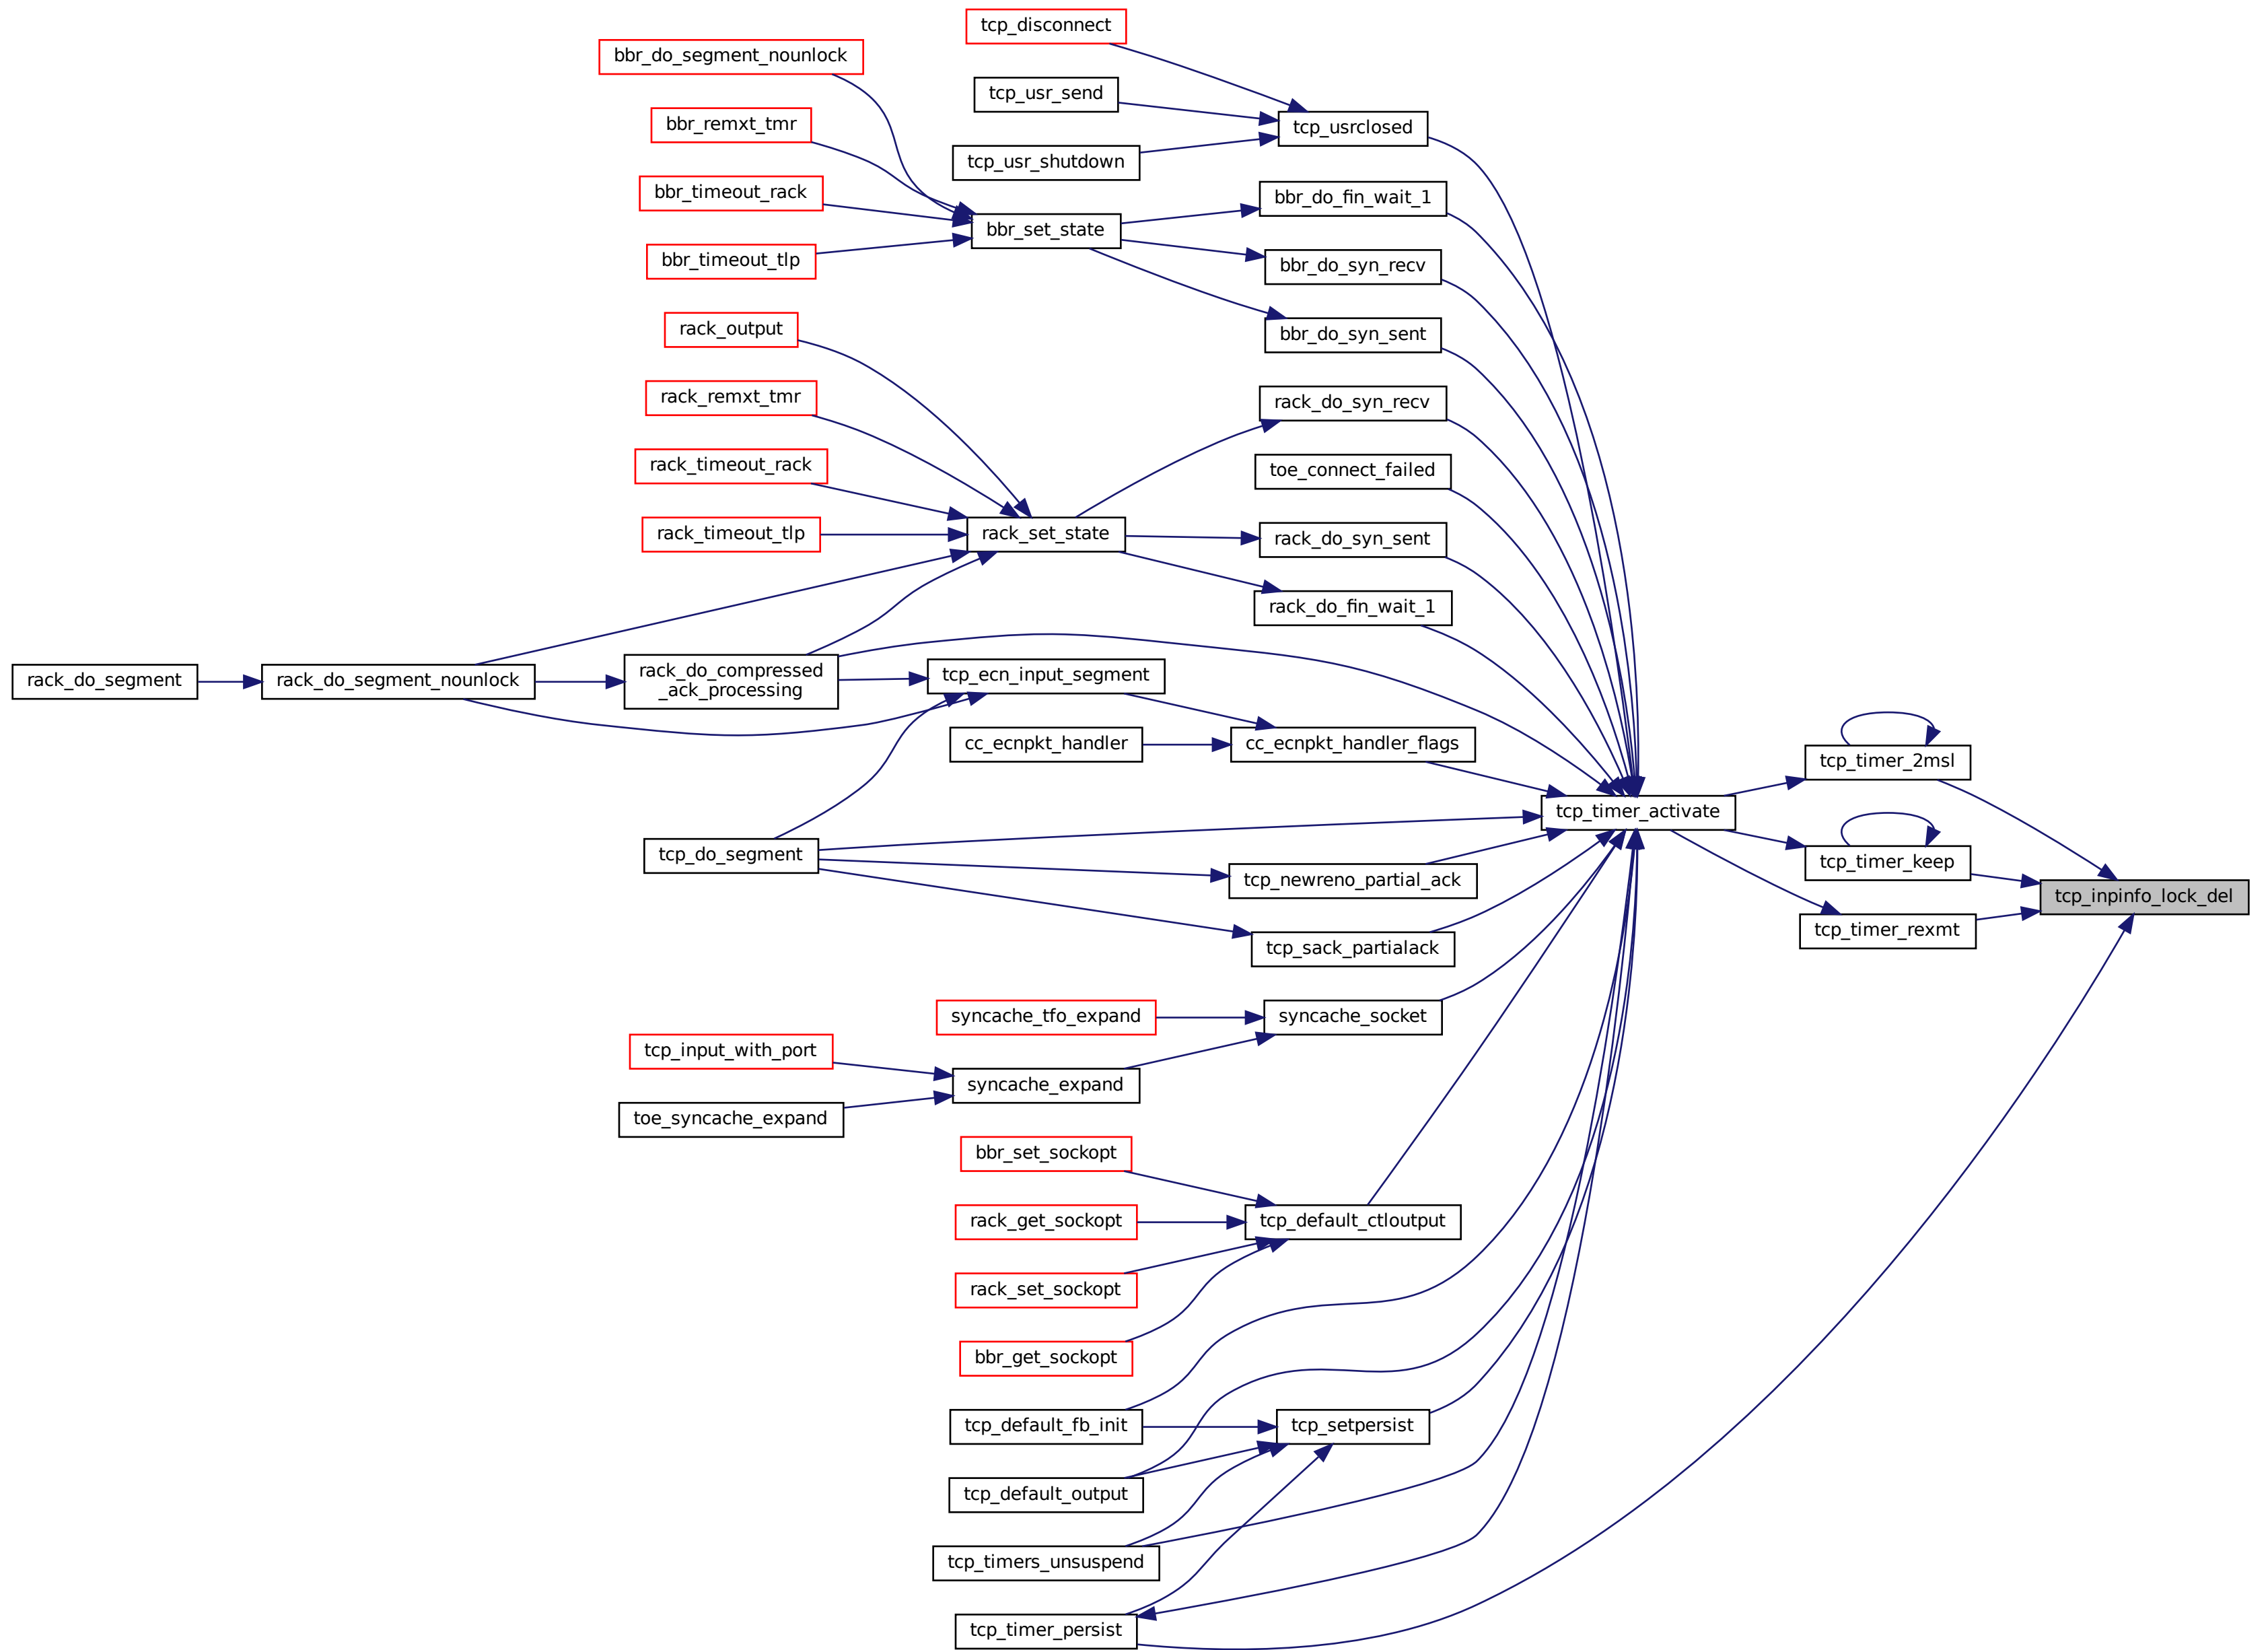 tcp_disconnect
bbr_do_segment_nounlock
tcp_usr_send
bbr_remxt_tmr
tcp_usrclosed
tcp_usr_shutdown
bbr_timeout_rack
bbr_do_fin_wait_1
bbr_set_state
bbr_timeout_tlp
bbr_do_syn_recv
rack_output
bbr_do_syn_sent
rack_remxt_tmr
rack_do_syn_recv
rack_timeout_rack
toe_connect_failed
rack_timeout_tlp
rack_set_state
rack_do_syn_sent
rack_do_fin_wait_1
rack_do_segment
rack_do_segment_nounlock
rack_do_compressed
_ack_processing
tcp_ecn_input_segment
cc_ecnpkt_handler
cc_ecnpkt_handler_flags
tcp_timer_2msl
tcp_timer_activate
tcp_do_segment
tcp_timer_keep
tcp_newreno_partial_ack
tcp_inpinfo_lock_del
tcp_timer_rexmt
tcp_sack_partialack
syncache_tfo_expand
syncache_socket
tcp_input_with_port
syncache_expand
toe_syncache_expand
bbr_set_sockopt
rack_get_sockopt
tcp_default_ctloutput
rack_set_sockopt
bbr_get_sockopt
tcp_default_fb_init
tcp_setpersist
tcp_default_output
tcp_timers_unsuspend
tcp_timer_persist